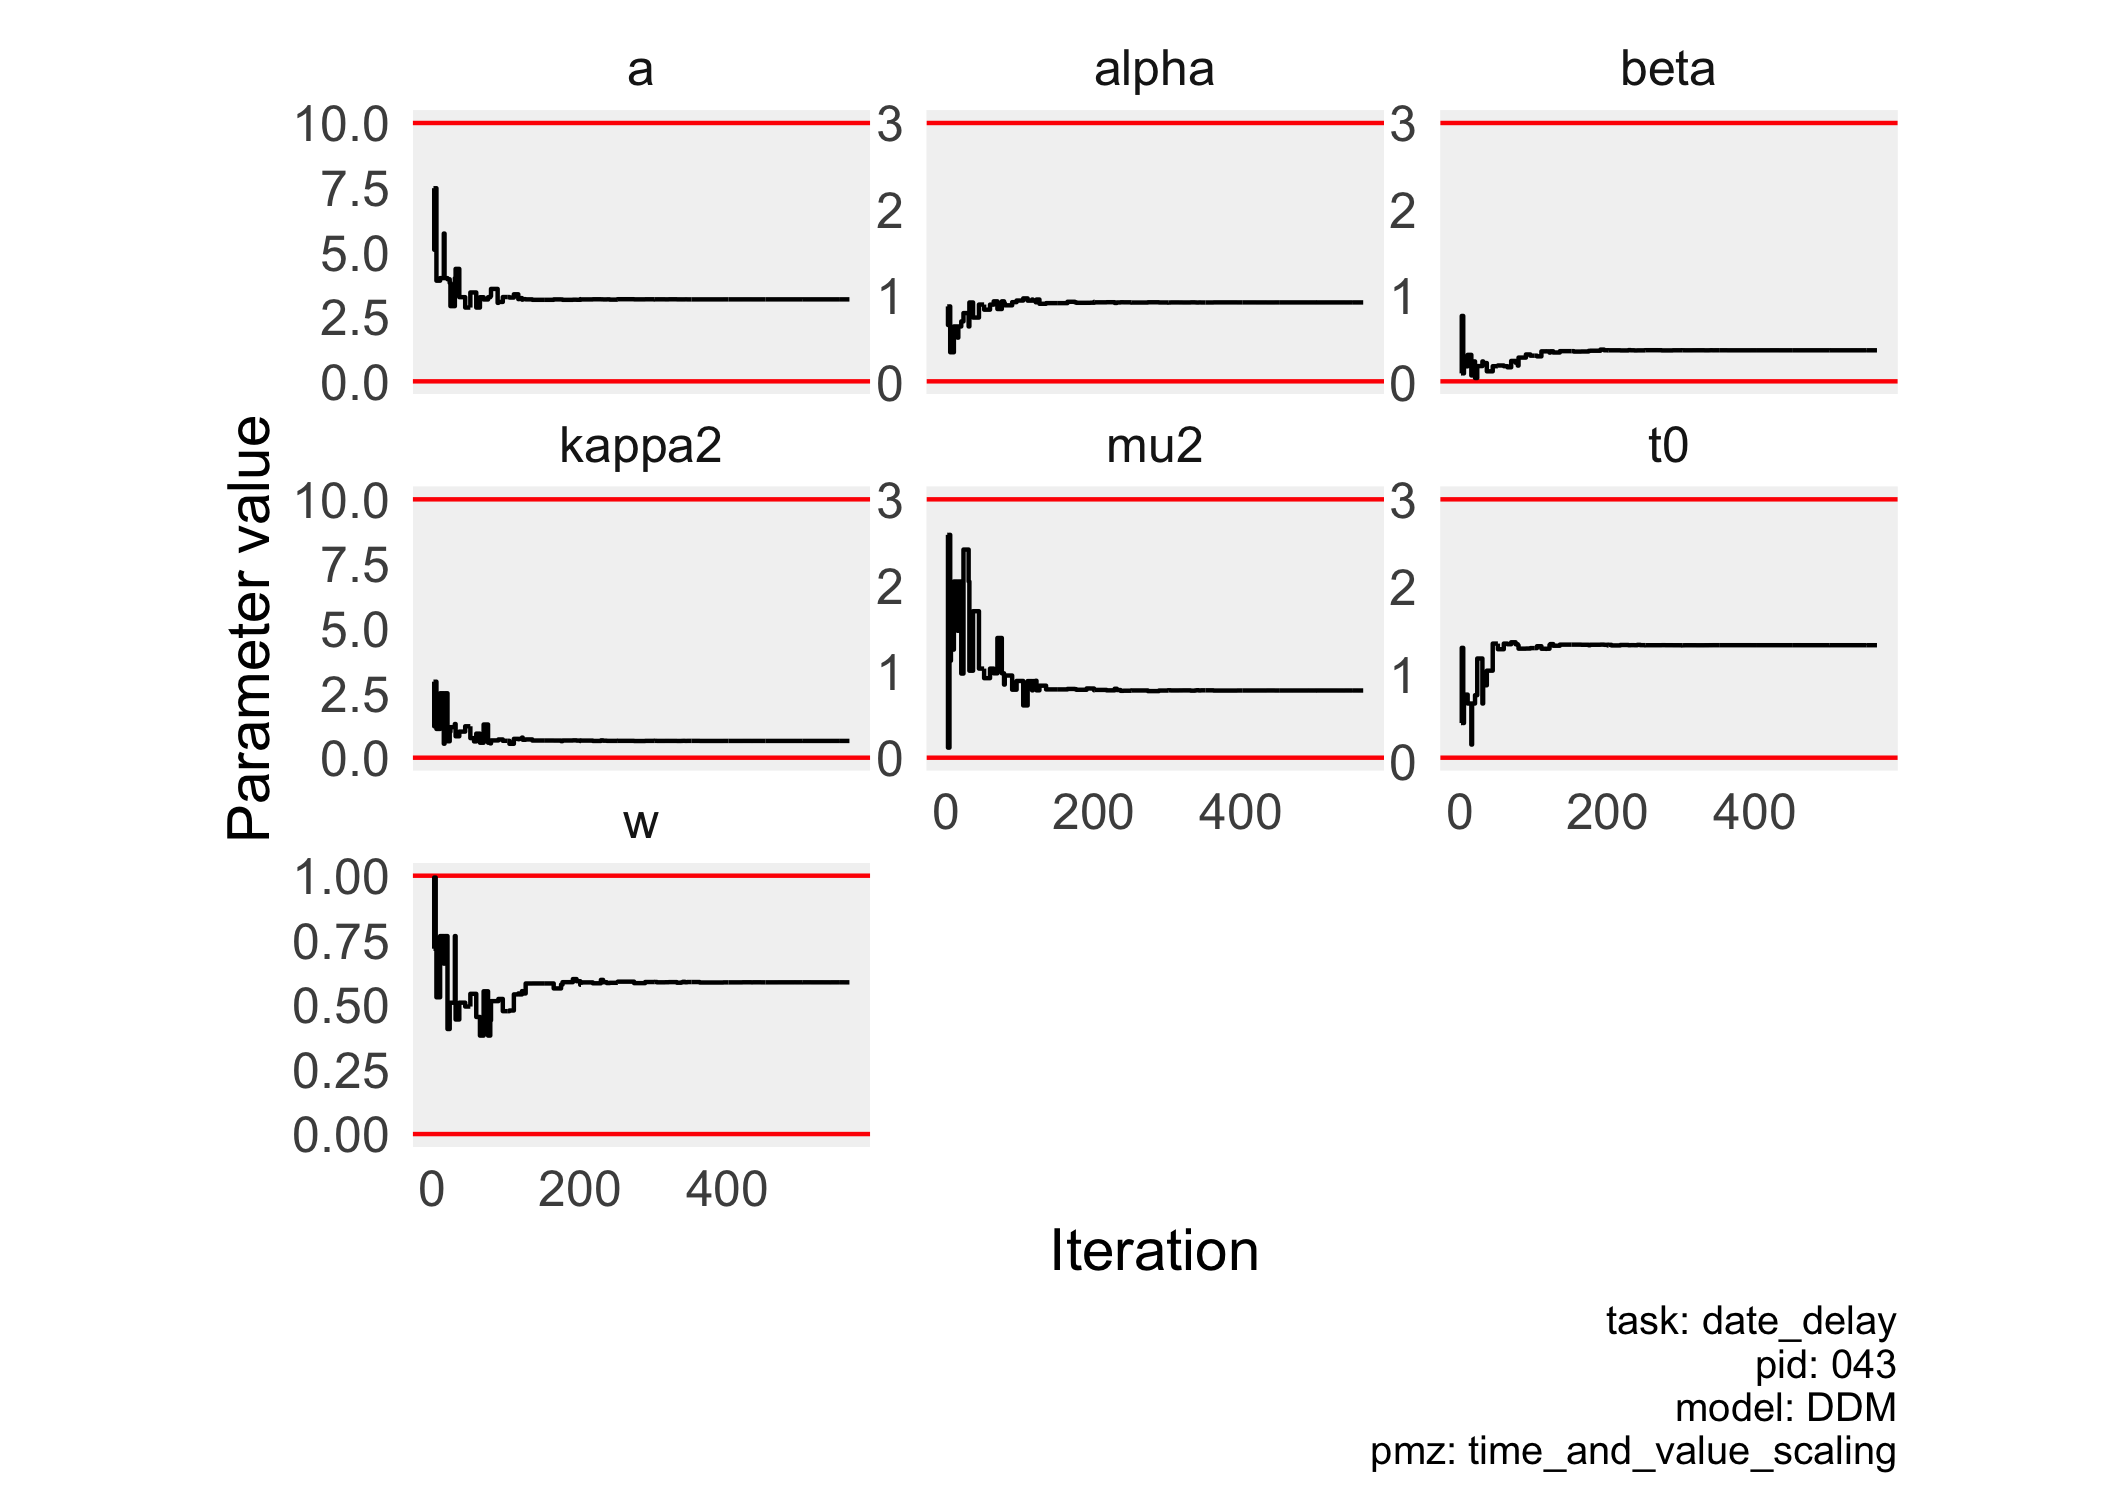 a
alpha
beta
10.0
7.5
5.0
2.5
0.0
3
2
1
0
3
2
1
0
kappa2
mu2
t0
10.0
7.5
5.0
2.5
0.0
3
2
1
0
3
2
1
0
0 200 400
0 200 400
w
1.00
0.75
0.50
0.25
0.00
0 200 400
Parameter value
Iteration
task: date_delay
pid: 043
model: DDM
pmz: time_and_value_scaling